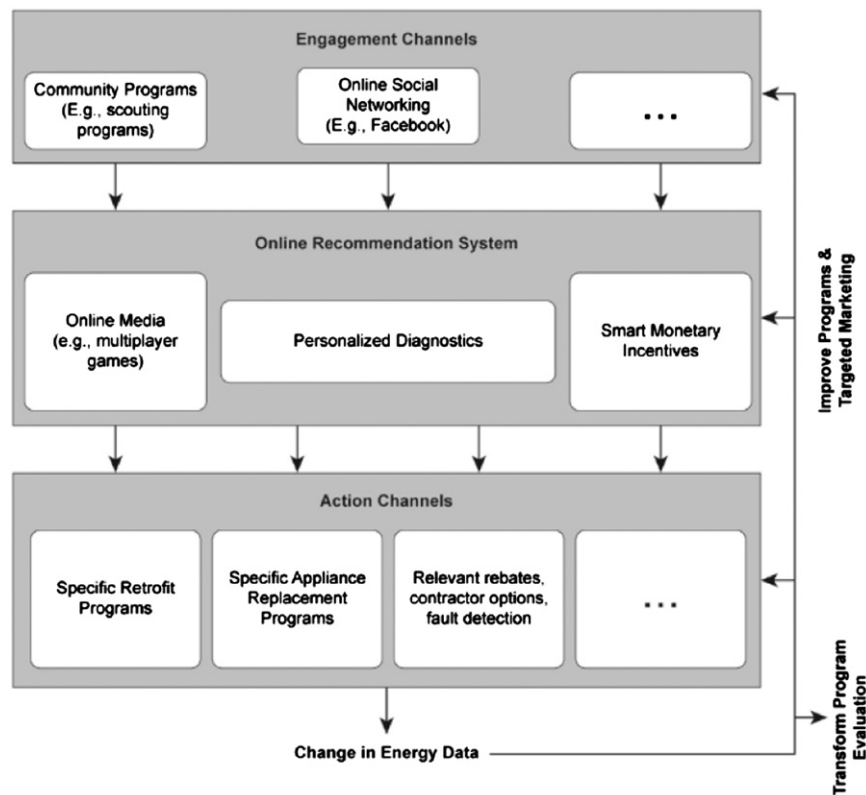 Engagement Channels
Community Programs
(E.g., scouting
programs)
Online Social
Networking
(E.g., Facebook)
...
Online Recommendation System
Online Media
(e.g., multiplayer
games)
Personalized Diagnostics
Smart Monetary
Incentives
Improve Programs &
Targeted Marketing
Action Channels
Specific Retrofit
Programs
Specific Appliance
Replacement
Programs
Relevant rebates,
contractor options,
fault detection
...
Change in Energy Data
Transform Program
Evaluation